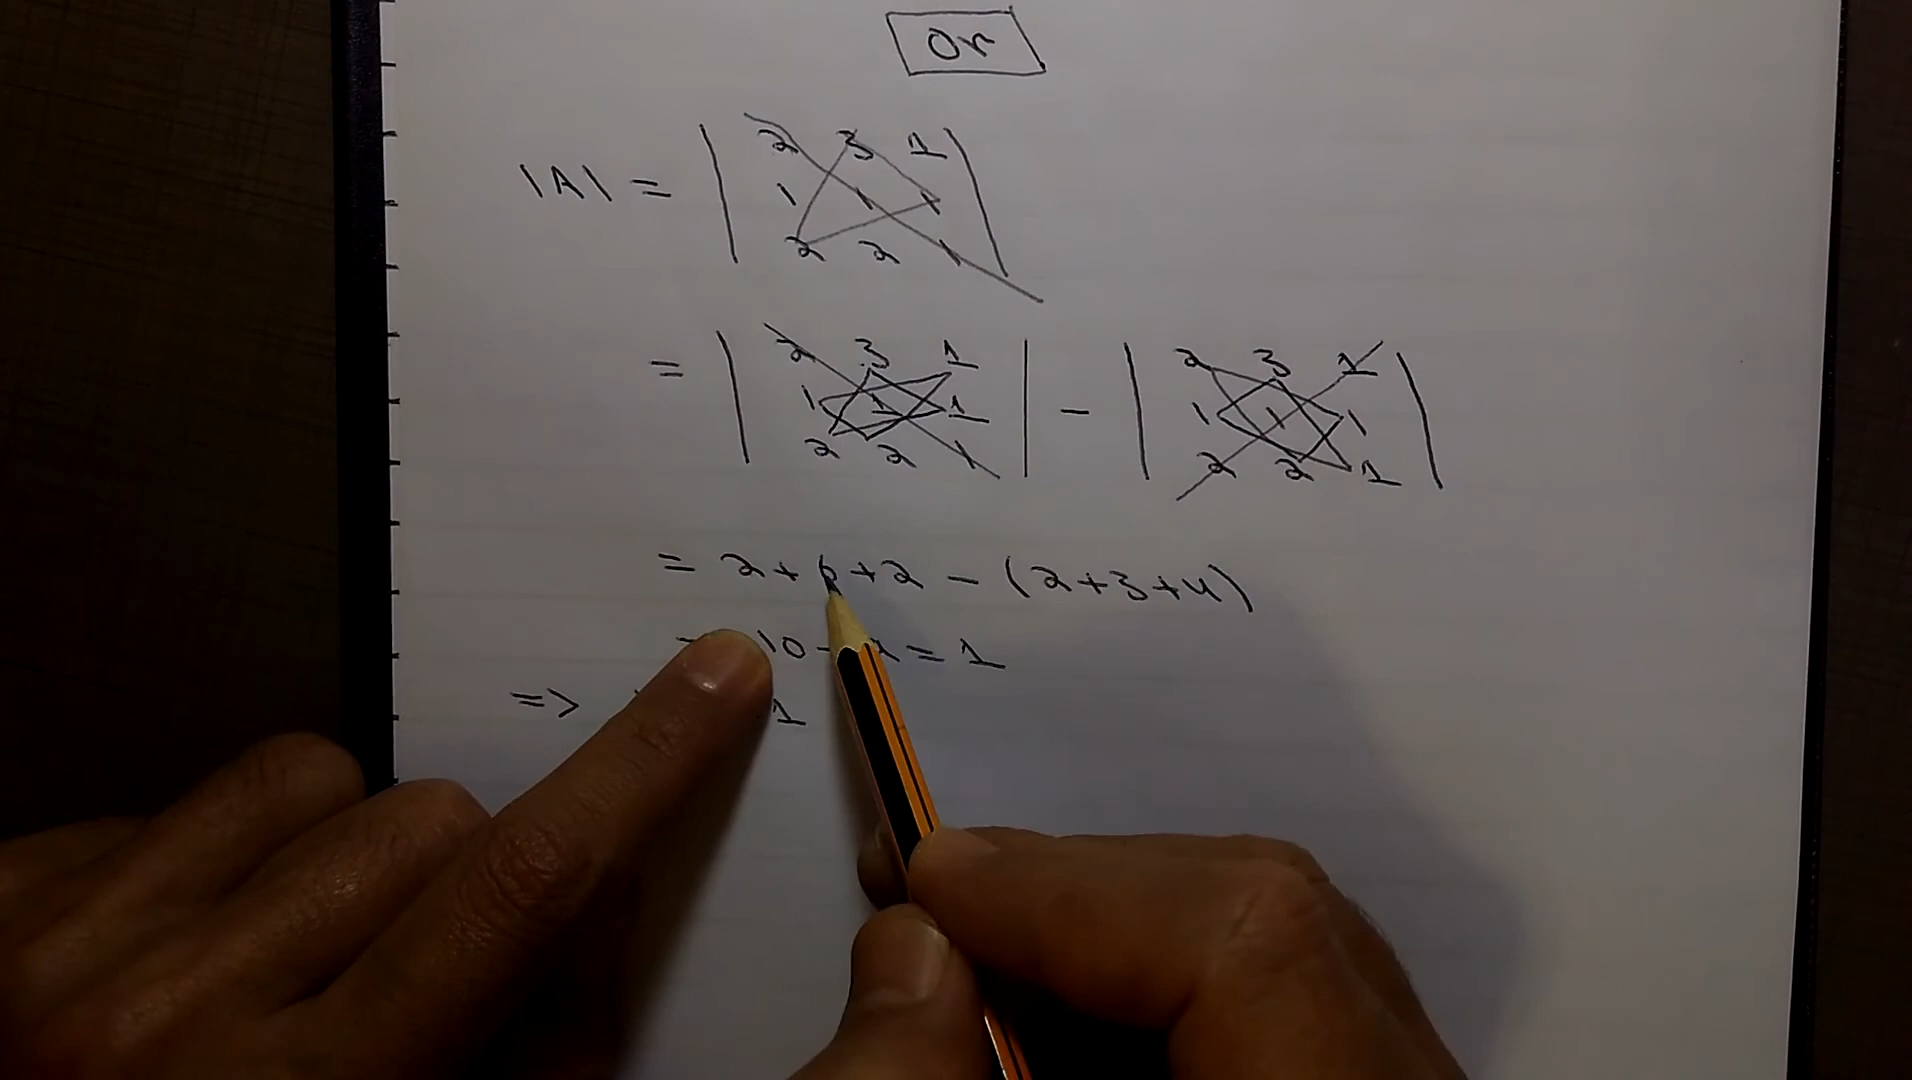 Or
|A| = | 2 3 1
1 1 1
2 2 1 |
= | 2 3 1
1 1 1
2 2 1 | - | 2 3 1
1 1 1
2 2 1 |
= 2 + 6 + 2 - (2 + 3 + 4)
10 - 9 = 1
=> 1